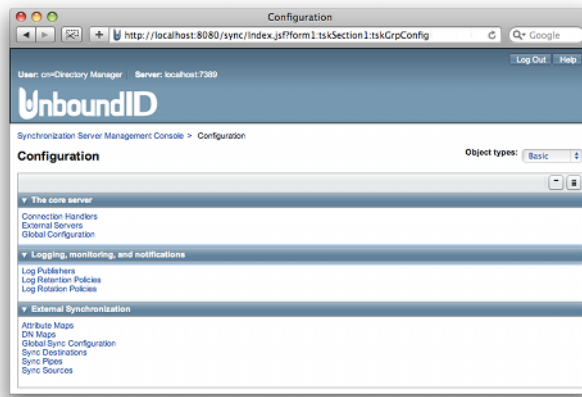 Configuration
http://localhost:8080/sync/Index.jsf?form1:tskSection1:tskGrpConfig
Google
Log Out Help
User: cn=Directory Manager Server: localhost:7389
UnboundID
Synchronization Server Management Console > Configuration
Configuration
Object types: Basic
The core server
Connection Handlers
External Servers
Global Configuration
Logging, monitoring, and notifications
Log Publishers
Log Retention Policies
Log Rotation Policies
External Synchronization
Attribute Maps
DN Maps
Global Sync Configuration
Sync Destinations
Sync Pipes
Sync Sources